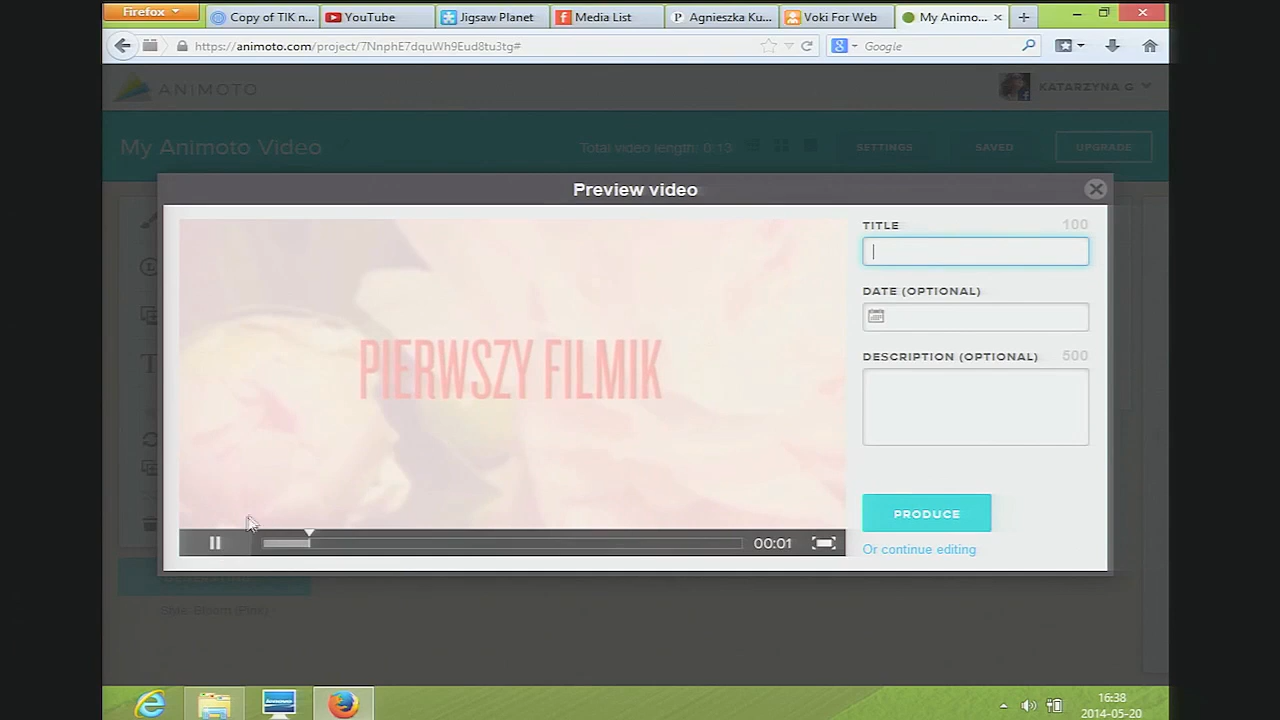 Firefox
Copy of TIK n...
YouTube
Jigsaw Planet
Media List
Agnieszka Ku...
Voki For Web
My Animo...
https://animoto.com/project/7NnphE7dquWh9Eud8tu3tg#
Google
ANIMOTO
KATARZYNA G
My Animoto Video
Total video length: 0:13
SETTINGS
SAVED
UPGRADE
Preview video
TITLE
100
DATE (OPTIONAL)
DESCRIPTION (OPTIONAL)
500
PIERWSZY FILMIK
00:01
PRODUCE
Or continue editing
Style: Bloom (Pink)
16:38
2014-05-20